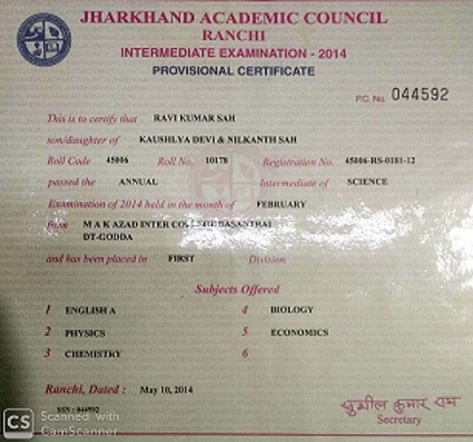 JHARKHAND ACADEMIC COUNCIL
RANCHI
INTERMEDIATE EXAMINATION - 2014
PROVISIONAL CERTIFICATE
P.C. No. 044592
This is to certify that RAVI KUMAR SAH
son/daughter of KAUSHLYA DEVI & NILKANTH SAH
Roll Code 45006 Roll No. 10178 Registration No. 45006-RS-0181-12
passed the ANNUAL Intermediate of SCIENCE
Examination of 2014 held in the month of FEBRUARY
from M A K AZAD INTER COLLEGE BASANTRAI
DT-GODDA
and has been placed in FIRST Division
Subjects Offered
1 ENGLISH A 4 BIOLOGY
2 PHYSICS 5 ECONOMICS
3 CHEMISTRY 6
Ranchi, Dated : May 10, 2014
SSN : 044592
सुशील कुमार राम
Secretary
CS Scanned with
CamScanner